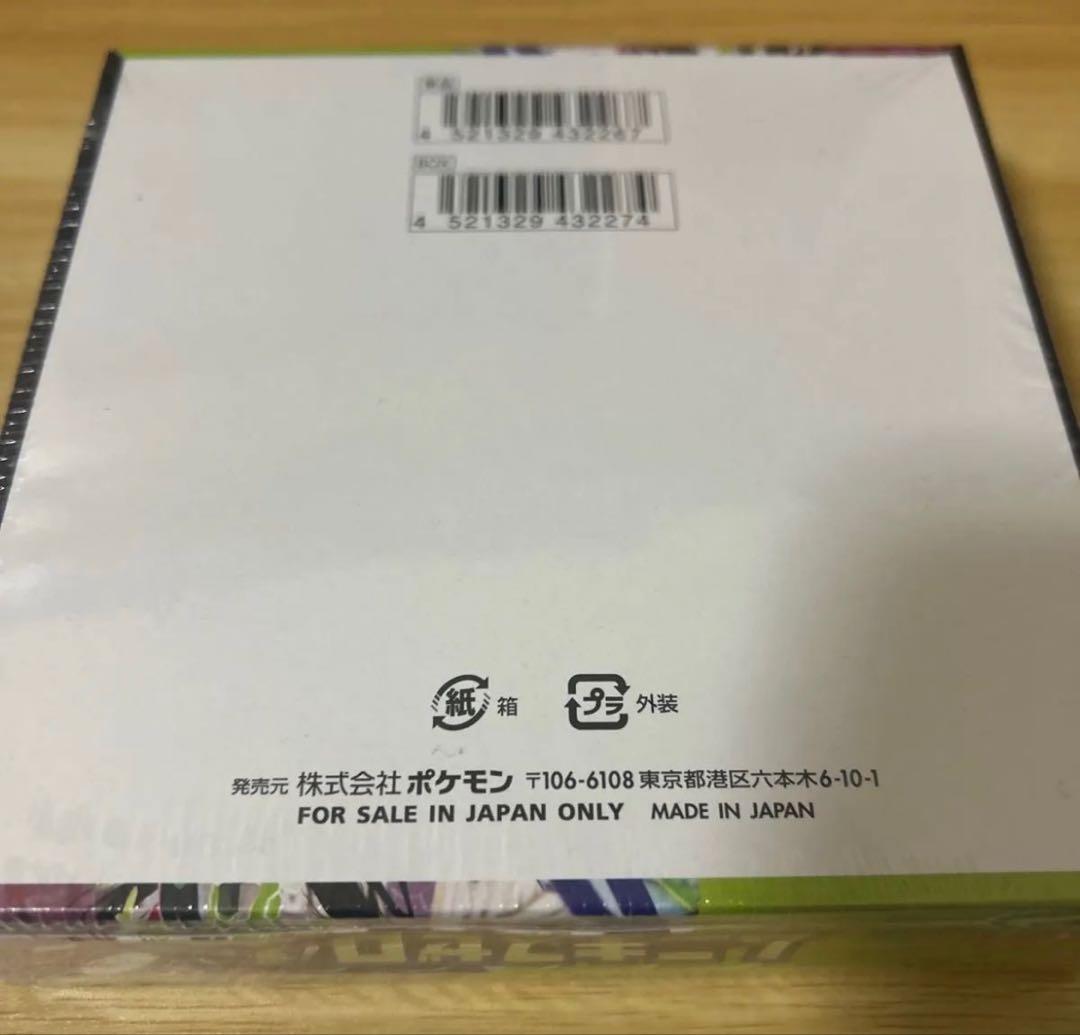 4 521329 432267
BOX
4 521329 432274
紙 箱 プラ 外装
発売元 株式会社 ポケモン 〒106-6108 東京都港区六本木6-10-1
FOR SALE IN JAPAN ONLY MADE IN JAPAN